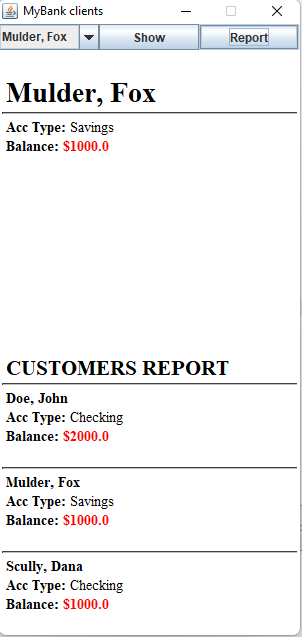 MyBank clients
Mulder, Fox
Show
Report
Mulder, Fox
Acc Type: Savings
Balance: $1000.0
CUSTOMERS REPORT
Doe, John
Acc Type: Checking
Balance: $2000.0
Mulder, Fox
Acc Type: Savings
Balance: $1000.0
Scully, Dana
Acc Type: Checking
Balance: $1000.0